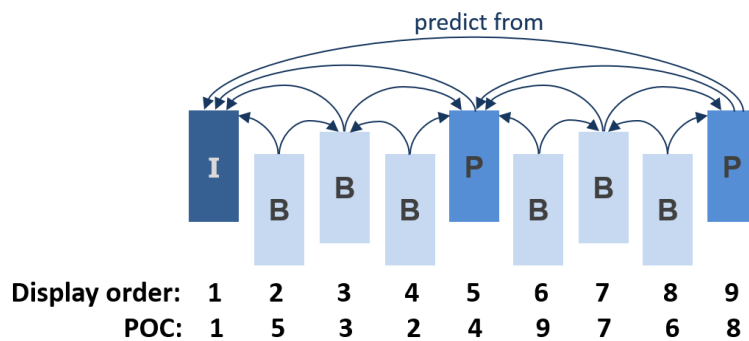 predict from
I B B B P B B B P
Display order: 1 2 3 4 5 6 7 8 9
POC: 1 5 3 2 4 9 7 6 8